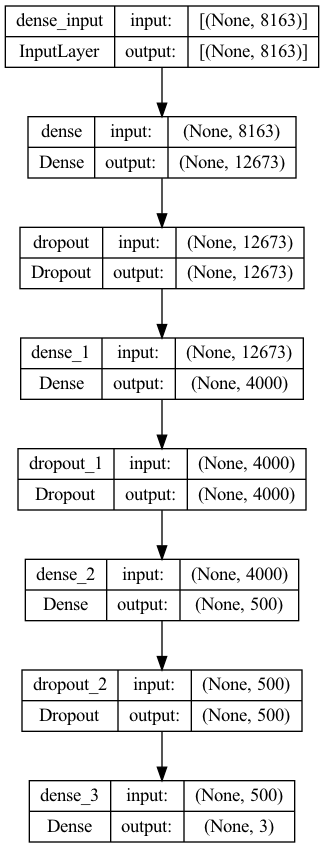 dense_input input: [(None, 8163)]
InputLayer output: [(None, 8163)]
dense input: (None, 8163)
Dense output: (None, 12673)
dropout input: (None, 12673)
Dropout output: (None, 12673)
dense_1 input: (None, 12673)
Dense output: (None, 4000)
dropout_1 input: (None, 4000)
Dropout output: (None, 4000)
dense_2 input: (None, 4000)
Dense output: (None, 500)
dropout_2 input: (None, 500)
Dropout output: (None, 500)
dense_3 input: (None, 500)
Dense output: (None, 3)